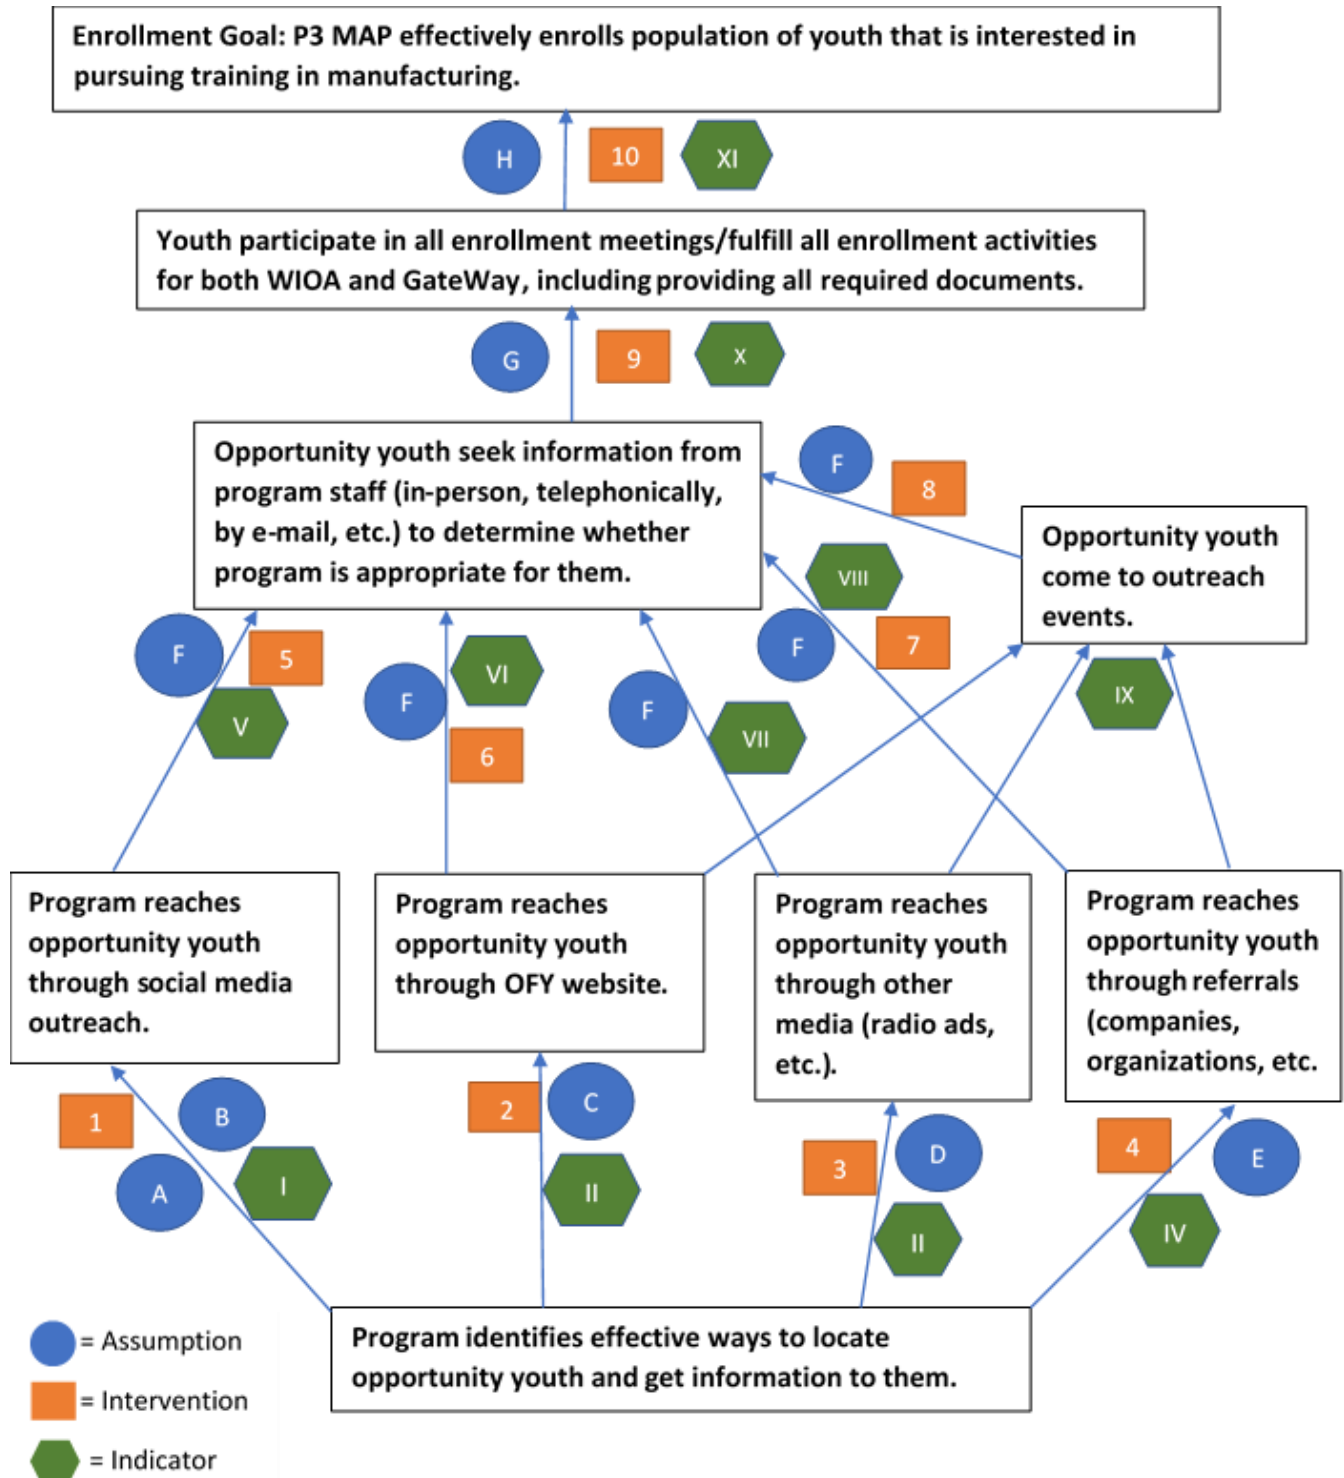 Enrollment Goal: P3 MAP effectively enrolls population of youth that is interested in
pursuing training in manufacturing.
H
10
XI
Youth participate in all enrollment meetings/fulfill all enrollment activities
for both WIOA and GateWay, including providing all required documents.
G
9
X
Opportunity youth seek information from
program staff (in-person, telephonically,
by e-mail, etc.) to determine whether
program is appropriate for them.
F
8
Opportunity youth
come to outreach
events.
F
5
V
F
VI
6
F
VII
VIII
F
7
IX
Program reaches
opportunity youth
through social media
outreach.
Program reaches
opportunity youth
through OFY website.
Program reaches
opportunity youth
through other
media (radio ads,
etc.).
Program reaches
opportunity youth
through referrals
(companies,
organizations, etc.
1
B
A
I
2
C
II
3
D
II
4
E
IV
Program identifies effective ways to locate
opportunity youth and get information to them.
= Assumption
= Intervention
= Indicator